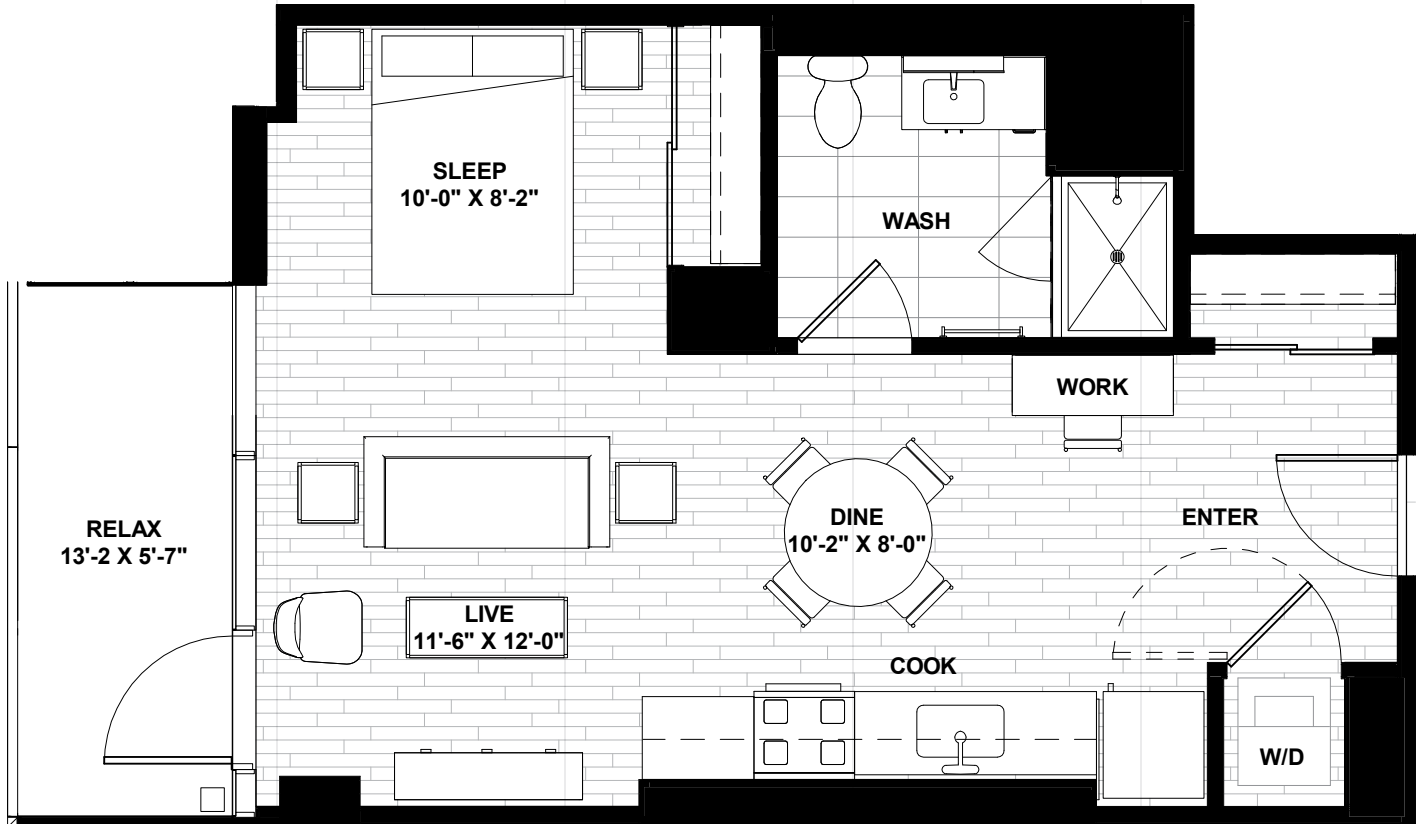 SLEEP
10'-0" X 8'-2"
WASH
WORK
RELAX
13'-2 X 5'-7"
DINE
10'-2" X 8'-0"
ENTER
LIVE
11'-6" X 12'-0"
COOK
W/D